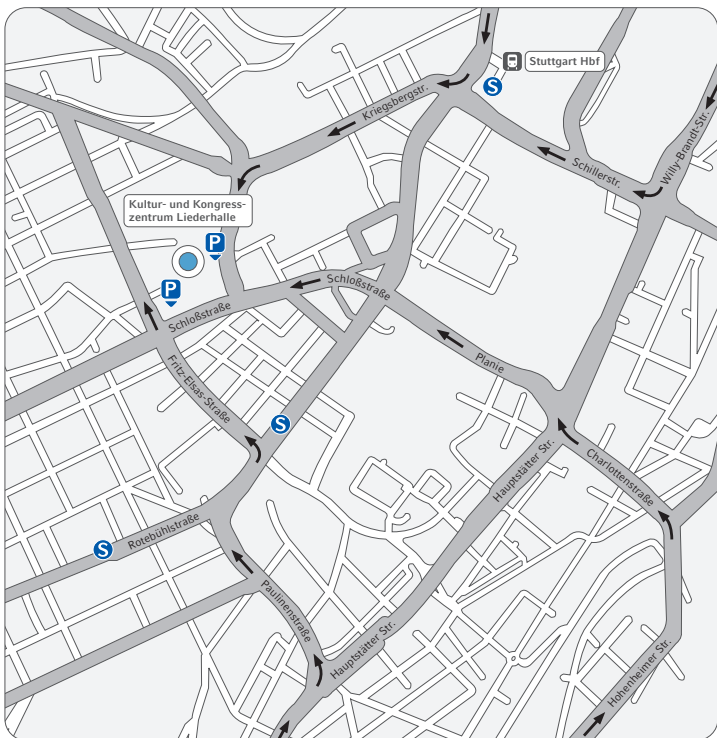 Stuttgart Hbf
S
Kriegsbergstr.
Willy-Brandt-Str.
Schillerstr.
Kultur- und Kongress-
zentrum Liederhalle
P
P
Schloßstraße
Schloßstraße
Planie
Fritz-Elsas-Straße
S
Hauptstätter Str.
Charlottenstraße
Rotebühlstraße
S
Paulinenstraße
Hauptstätter Str.
Hohenheimer Str.